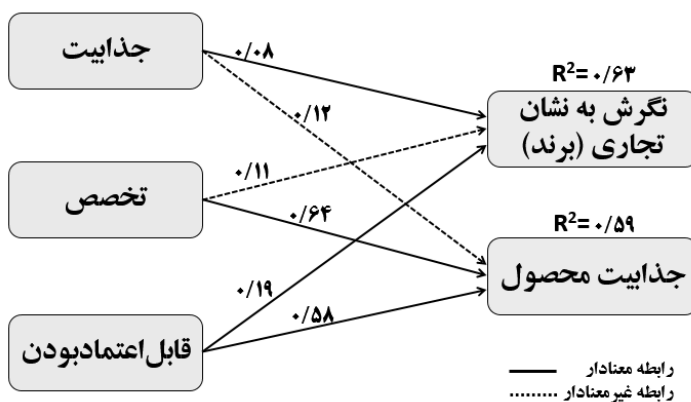 جذابیت
۰/۰۸
R²= ۰/۶۳
نگرش به نشان
تجاری (برند)
۰/۱۲
تخصص
۰/۱۱
۰/۶۴
R²= ۰/۵۹
جذابیت محصول
۰/۱۹
قابل‌اعتمادبودن
۰/۵۸
رابطه معنادار
رابطه غیرمعنادار